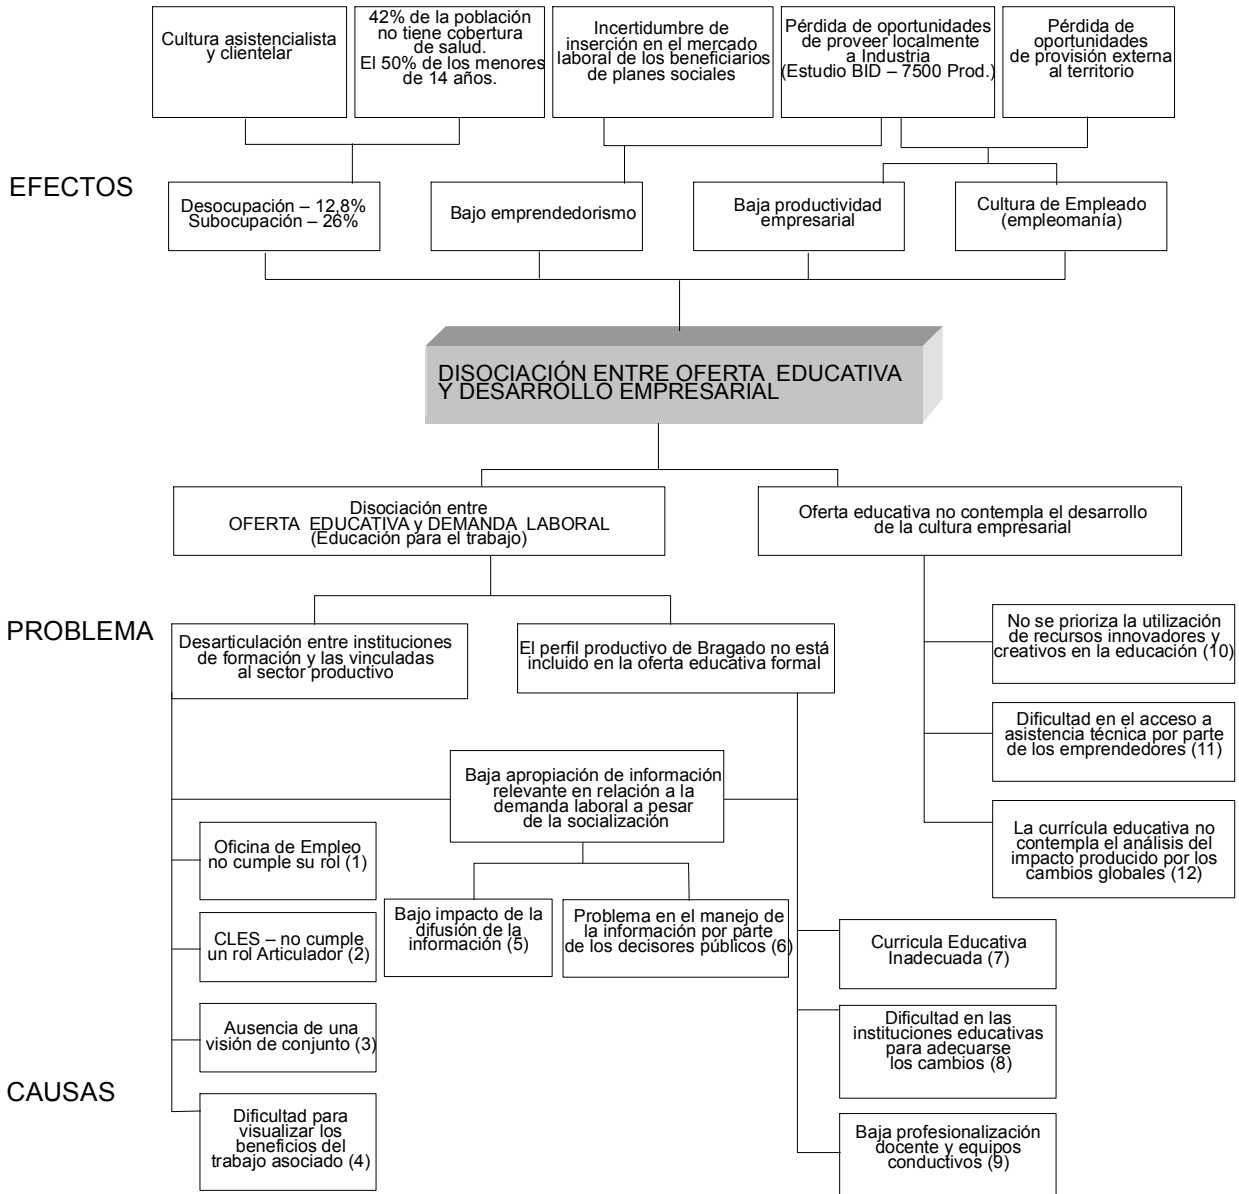 Cultura asistencialista
y clientelar
42% de la población
no tiene cobertura
de salud.
El 50% de los menores
de 14 años.
Incertidumbre de
inserción en el mercado
laboral de los beneficiarios
de planes sociales
Pérdida de oportunidades
de proveer localmente
a Industria
(Estudio BID – 7500 Prod.)
Pérdida de
oportunidades
de provisión externa
al territorio
EFECTOS
Desocupación – 12,8%
Subocupación – 26%
Bajo emprendedorismo
Baja productividad
empresarial
Cultura de Empleado
(empleomanía)
DISOCIACIÓN ENTRE OFERTA EDUCATIVA
Y DESARROLLO EMPRESARIAL
Disociación entre
OFERTA EDUCATIVA y DEMANDA LABORAL
(Educación para el trabajo)
Oferta educativa no contempla el desarrollo
de la cultura empresarial
PROBLEMA
Desarticulación entre instituciones
de formación y las vinculadas
al sector productivo
El perfil productivo de Bragado no está
incluido en la oferta educativa formal
No se prioriza la utilización
de recursos innovadores y
creativos en la educación (10)
Dificultad en el acceso a
asistencia técnica por parte
de los emprendedores (11)
Baja apropiación de información
relevante en relación a la
demanda laboral a pesar
de la socialización
La currícula educativa no
contempla el análisis del
impacto producido por los
cambios globales (12)
Oficina de Empleo
no cumple su rol (1)
CLES – no cumple
un rol Articulador (2)
Bajo impacto de la
difusión de la
información (5)
Problema en el manejo de
la información por parte
de los decisores públicos (6)
Curricula Educativa
Inadecuada (7)
Ausencia de una
visión de conjunto (3)
Dificultad en las
instituciones educativas
para adecuarse
los cambios (8)
CAUSAS
Dificultad para
visualizar los
beneficios del
trabajo asociado (4)
Baja profesionalización
docente y equipos
conductivos (9)